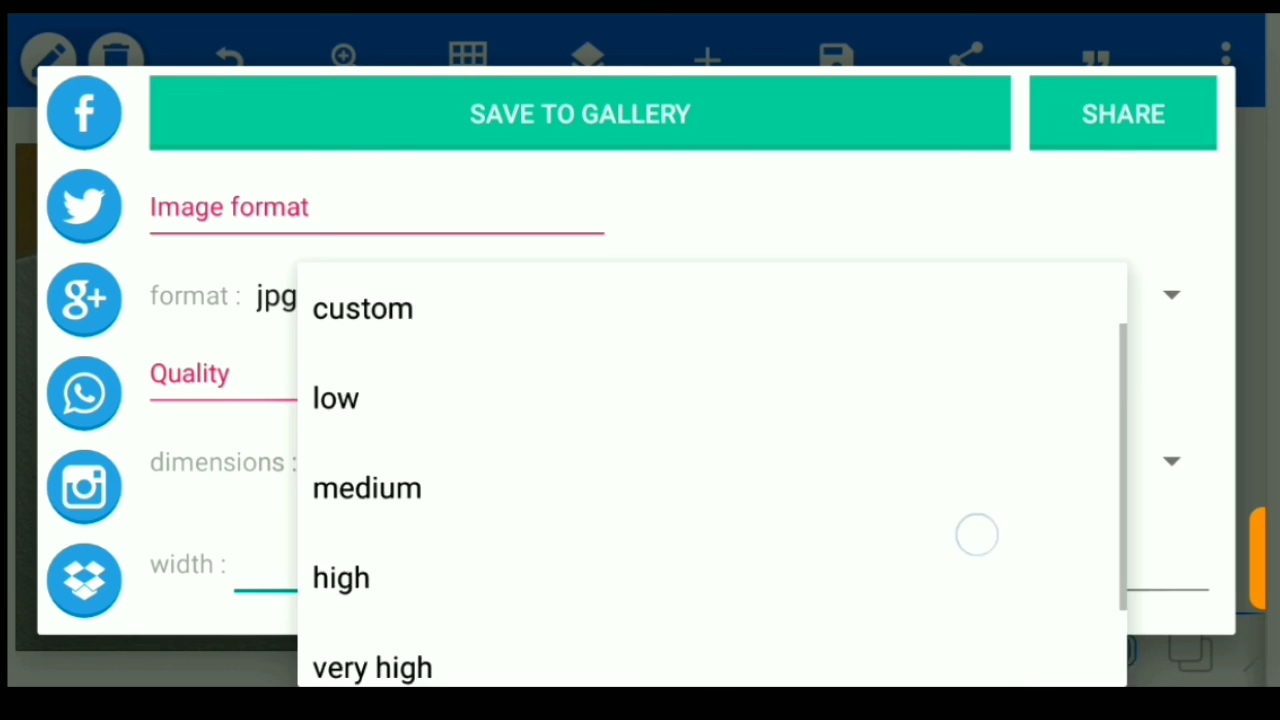 SAVE TO GALLERY
SHARE
Image format
format : jpg
custom
Quality
low
dimensions :
medium
width :
high
very high